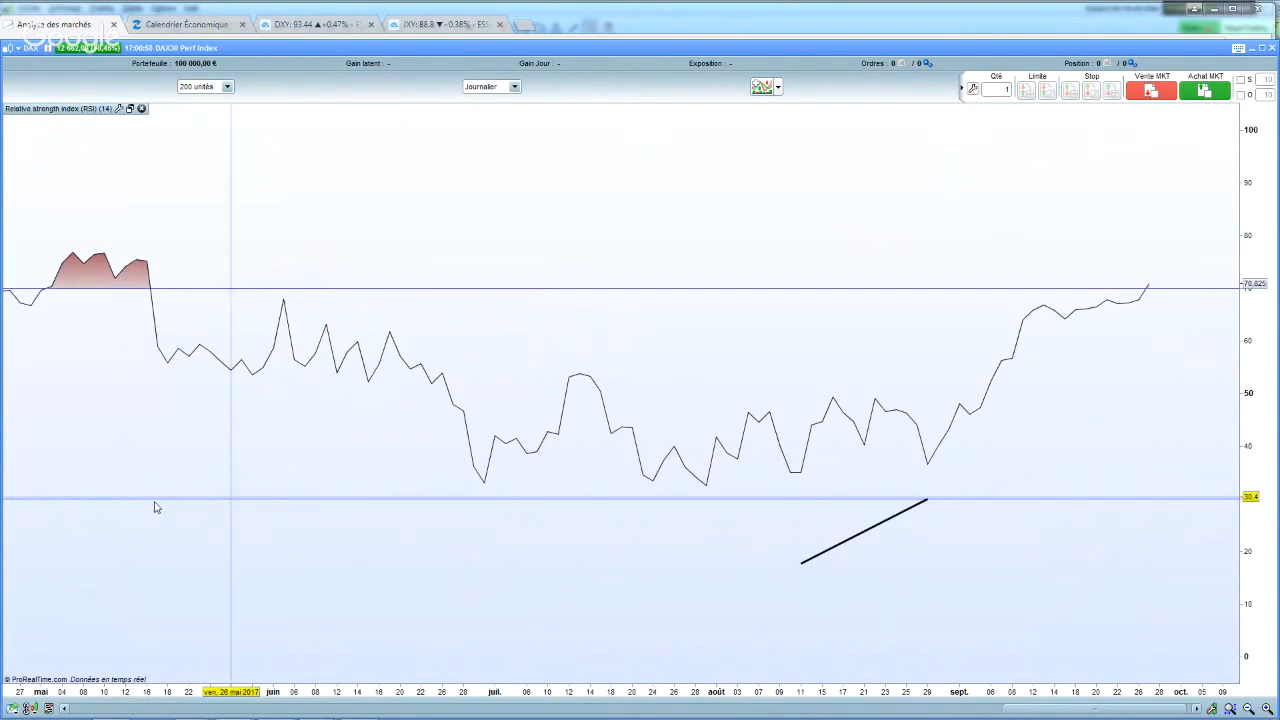 Analyse des marchés
Calendrier Économique
DXY: 93.44 ▲+0.47% - ESS
JXY: 88.8 ▼−0.38% - ESS
Google
DAX
17:00:58 DAX30 Perf Index
Portefeuille : 100 000,00 €
Gain latent : -
Gain Jour : -
Exposition : -
Ordres : 0 / 0
Position : 0 / 0
200 unités
Journalier
Qté
1
Limite
Stop
Vente MKT
Achat MKT
S 10
O 10
Relative strength index (RSI) (14)
100
90
80
70,825
60
50
40
30,4
20
10
0
© ProRealTime.com Données en temps réel
27 mai 04 08 10 12 16 18 22 ven. 26 mai 2017 juin 06 08 12 14 16 20 22 26 28 juil. 06 10 12 14 18 20 24 26 28 août 03 07 09 11 15 17 21 23 25 29 sept. 06 08 12 14 18 20 22 26 28 oct. 05 09